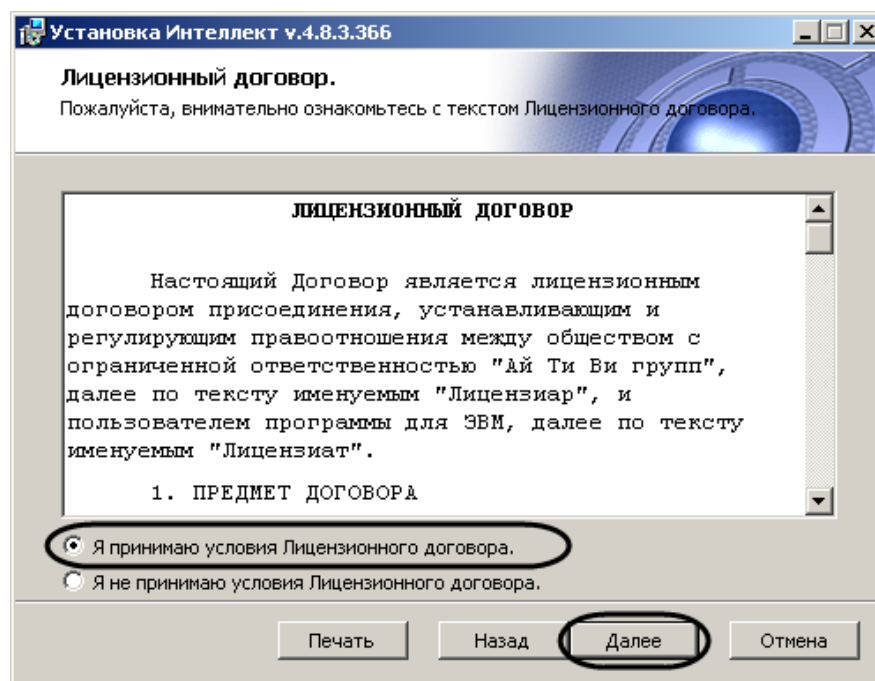 Установка Интеллект v.4.8.3.366
Лицензионный договор.
Пожалуйста, внимательно ознакомьтесь с текстом Лицензионного договора.
ЛИЦЕНЗИОННЫЙ ДОГОВОР
Настоящий Договор является лицензионным
договором присоединения, устанавливающим и
регулирующим правоотношения между обществом с
ограниченной ответственностью "Ай Ти Ви групп",
далее по тексту именуемым "Лицензиар", и
пользователем программы для ЭВМ, далее по тексту
именуемым "Лицензиат".
1. ПРЕДМЕТ ДОГОВОРА
Я принимаю условия Лицензионного договора.
Я не принимаю условия Лицензионного договора.
Печать Назад Далее Отмена